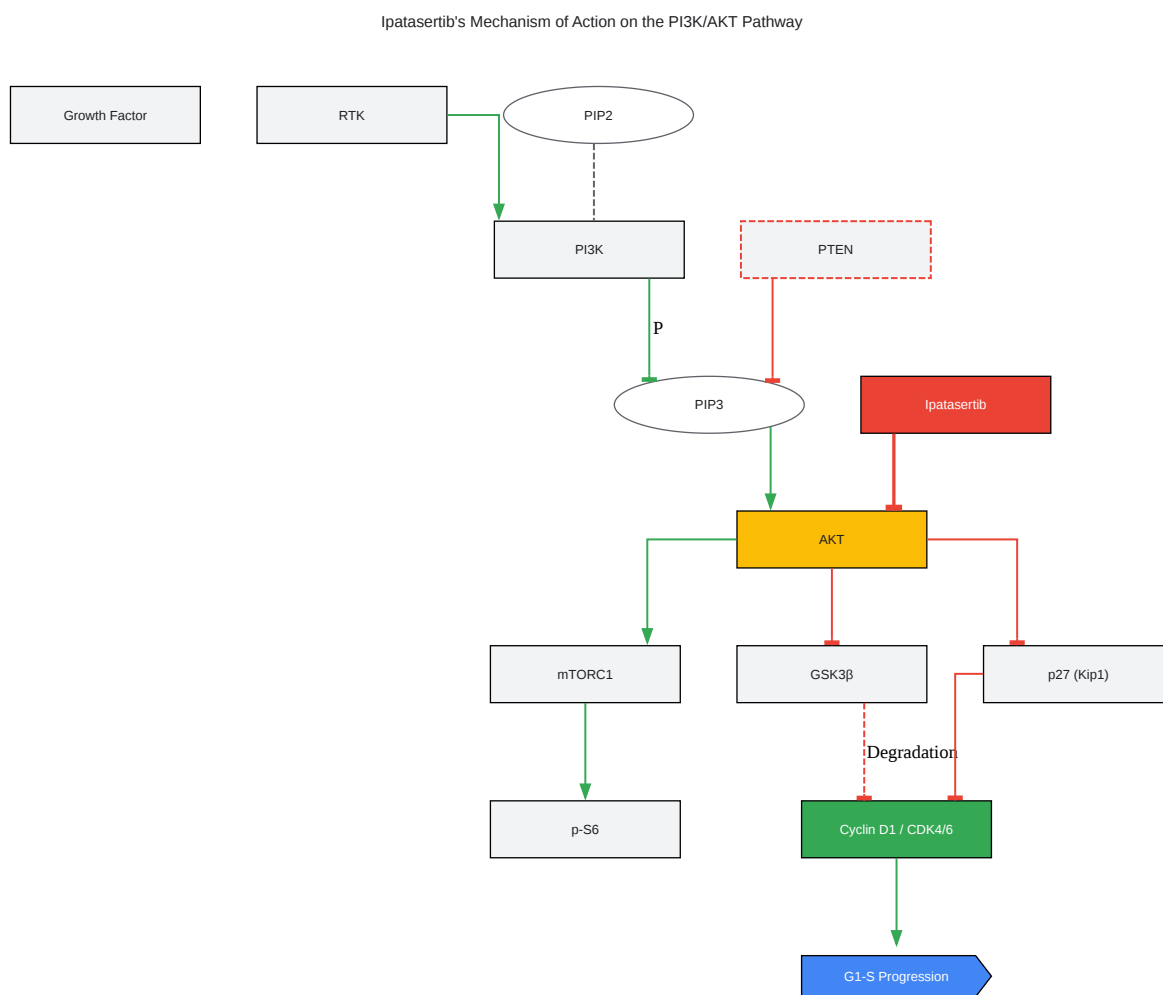 Ipatasertib's Mechanism of Action on the PI3K/AKT Pathway
Growth Factor
RTK
PIP2
PI3K
PTEN
P
PIP3
Ipatasertib
AKT
mTORC1
GSK3β
p27 (Kip1)
Degradation
p-S6
Cyclin D1 / CDK4/6
G1-S Progression